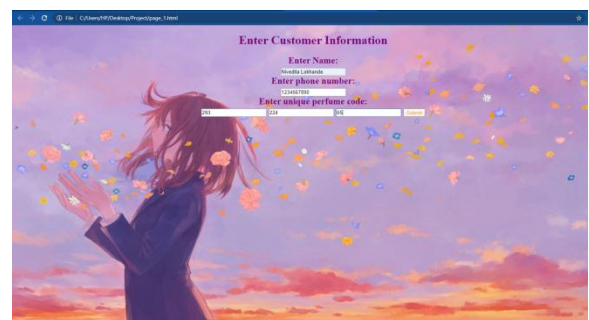 File | C:/Users/HP/Desktop/Project/page_1.html
Enter Customer Information
Enter Name:
Nivedita Lokhande
Enter phone number:
1234567890
Enter unique perfume code:
293 224 95
Submit